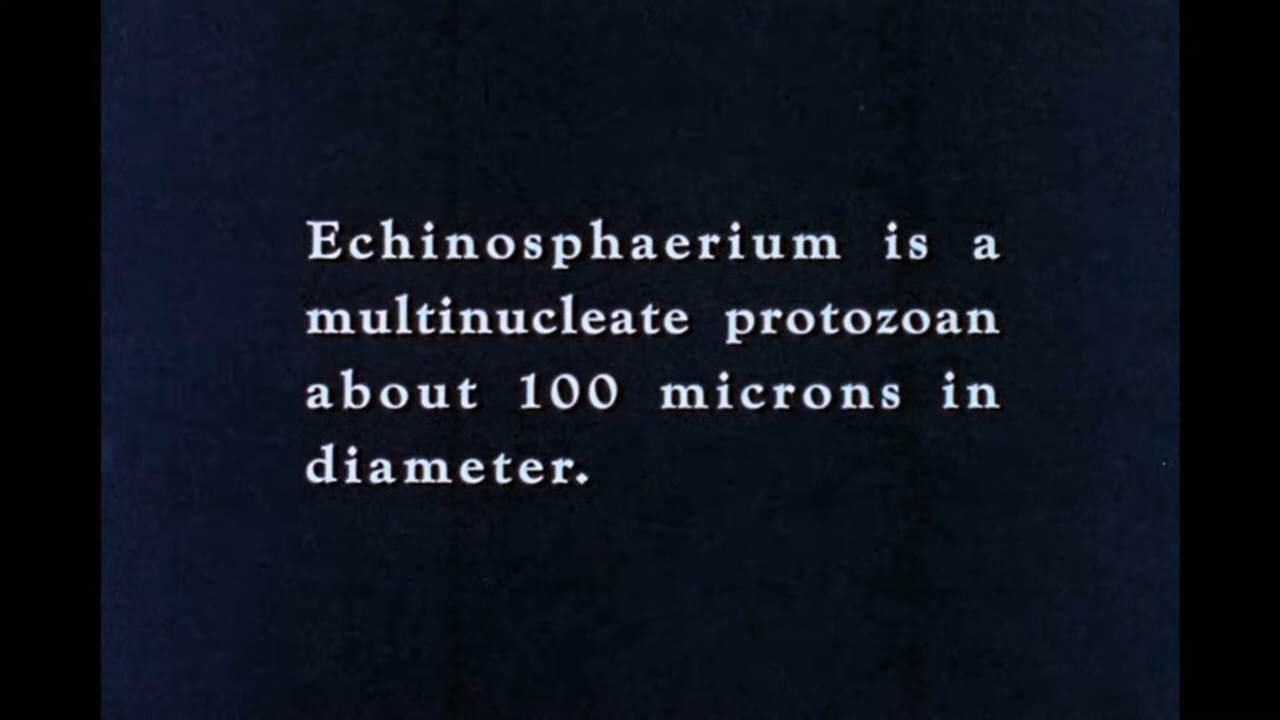 Echinosphaerium is a
multinucleate protozoan
about 100 microns in
diameter.